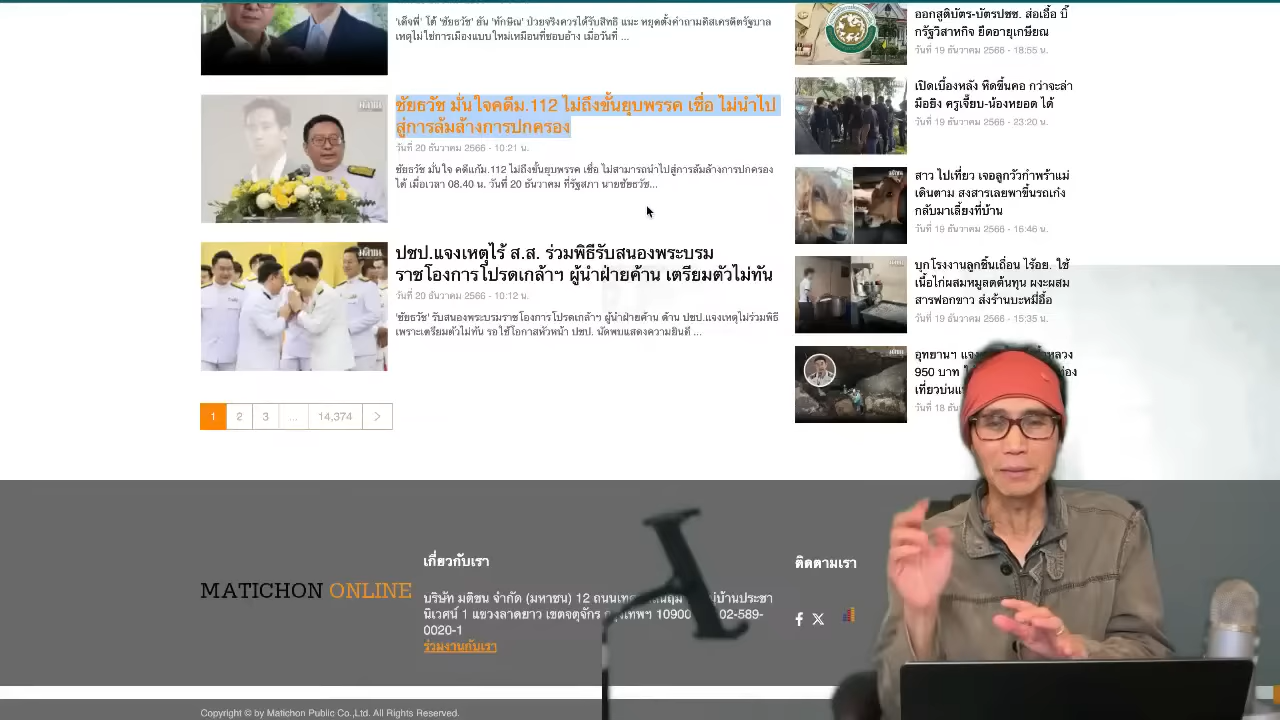 'เด็จพี่' โต้ 'ชัยธวัช' ยัน 'ทักษิณ' ป่วยจริงควรได้รับสิทธิ แนะ หยุดตั้งคำถามดิสเครดิตรัฐบาล
เหตุไม่ใช่การเมืองแบบใหม่เหมือนที่ชอบอ้าง เมื่อวันที่ ...
ชัยธวัช มั่นใจคดีม.112 ไม่ถึงขั้นยุบพรรค เชื่อ ไม่นำไป
สู่การล้มล้างการปกครอง
วันที่ 20 ธันวาคม 2566 - 10:21 น.
ชัยธวัช มั่นใจ คดีแก้ม.112 ไม่ถึงขั้นยุบพรรค เชื่อ ไม่สามารถนำไปสู่การล้มล้างการปกครอง
ได้ เมื่อเวลา 08.40 น. วันที่ 20 ธันวาคม ที่รัฐสภา นายชัยธวัช...
ปชป.แจงเหตุไร้ ส.ส. ร่วมพิธีรับสนองพระบรม
ราชโองการโปรดเกล้าฯ ผู้นำฝ่ายค้าน เตรียมตัวไม่ทัน
วันที่ 20 ธันวาคม 2566 - 10:12 น.
'ชัยธวัช' รับสนองพระบรมราชโองการโปรดเกล้าฯ ผู้นำฝ่ายค้าน ด้าน ปชป.แจงเหตุไม่ร่วมพิธี
เพราะเตรียมตัวไม่ทัน รอใช้โอกาสหัวหน้า ปชป. นัดพบแสดงความยินดี ...
1 2 3 ... 14,374 >
ออกสูติบัตร-บัตรปชช. ส่อเอื้อ บิ๊
กรัฐวิสาหกิจ ยืดอายุเกษียณ
วันที่ 19 ธันวาคม 2566 - 18:55 น.
เปิดเบื้องหลัง หืดขึ้นคอ กว่าจะล่า
มือยิง ครูเจี๊ยบ-น้องหยอด ได้
วันที่ 19 ธันวาคม 2566 - 23:20 น.
สาว ไปเที่ยว เจอลูกวัวกำพร้าแม่
เดินตาม สงสารเลยพาขึ้นรถเก๋ง
กลับมาเลี้ยงที่บ้าน
วันที่ 19 ธันวาคม 2566 - 16:46 น.
บุกโรงงานลูกชิ้นเถื่อน ไร้อย. ใช้
เนื้อไก่ผสมหมูลดต้นทุน ผงะผสม
สารฟอกขาว ส่งร้านบะหมี่อื้อ
วันที่ 19 ธันวาคม 2566 - 15:35 น.
อุทยานฯ แจง
950 บาท
เที่ยวบ่น
วันที่ 18
MATICHON ONLINE
เกี่ยวกับเรา
บริษัท มติชน จำกัด (มหาชน) 12
นิเวศน์ 1 แขวงลาดยาว เขตจตุจักร กรุงเทพฯ 10900 02-589-
0020-1
ร่วมงานกับเรา
ติดตามเรา
Copyright © by Matichon Public Co.,Ltd. All Rights Reserved.